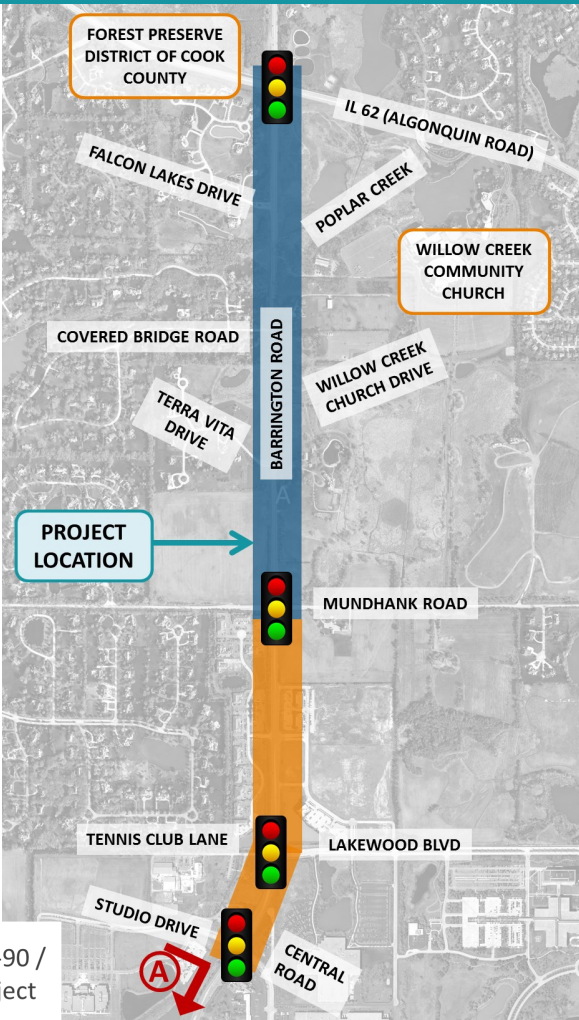 FOREST PRESERVE
DISTRICT OF COOK
COUNTY
IL 62 (ALGONQUIN ROAD)
FALCON LAKES DRIVE
POPLAR CREEK
WILLOW CREEK
COMMUNITY
CHURCH
COVERED BRIDGE ROAD
BARRINGTON ROAD
WILLOW CREEK
CHURCH DRIVE
TERRA VITA
DRIVE
A
PROJECT
LOCATION
MUNDHANK ROAD
TENNIS CLUB LANE
LAKEWOOD BLVD
STUDIO DRIVE
CENTRAL
ROAD
-90 /
ject
A